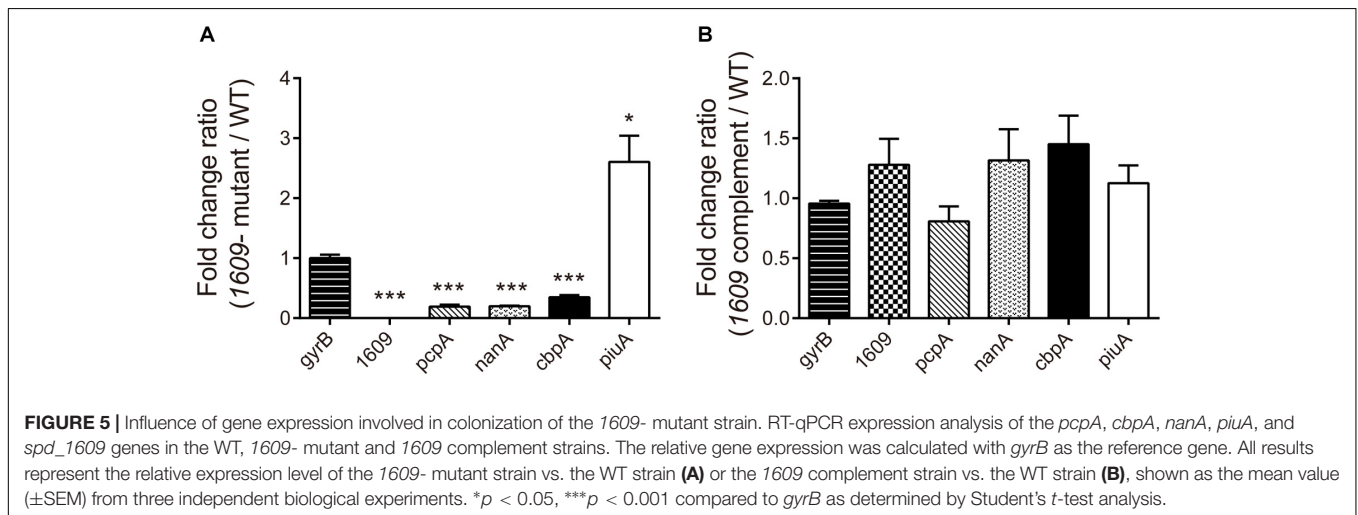 A
Fold change ratio
(1609- mutant / WT)
4
3
2
1
0
***
***
***
***
*
gyrB
1609
pcpA
nanA
cbpA
piuA
B
Fold change ratio
(1609 complement / WT)
2.0
1.5
1.0
0.5
0.0
gyrB
1609
pcpA
nanA
cbpA
piuA
FIGURE 5 | Influence of gene expression involved in colonization of the 1609- mutant strain. RT-qPCR expression analysis of the pcpA, cbpA, nanA, piuA, and
spd_1609 genes in the WT, 1609- mutant and 1609 complement strains. The relative gene expression was calculated with gyrB as the reference gene. All results
represent the relative expression level of the 1609- mutant strain vs. the WT strain (A) or the 1609 complement strain vs. the WT strain (B), shown as the mean value
(±SEM) from three independent biological experiments. *p < 0.05, ***p < 0.001 compared to gyrB as determined by Student's t-test analysis.